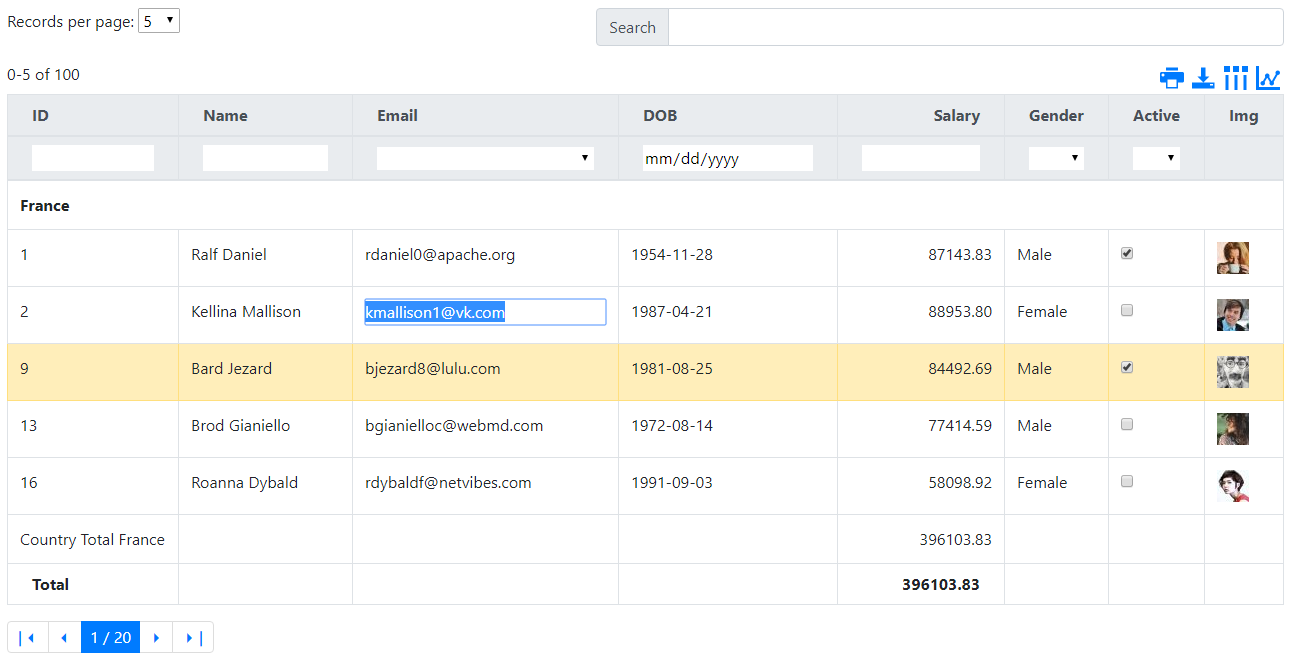 Records per page: 5
Search
0-5 of 100
ID Name Email DOB Salary Gender Active Img
mm/dd/yyyy
France
1 Ralf Daniel rdaniel0@apache.org 1954-11-28 87143.83 Male
2 Kellina Mallison kmallison1@vk.com 1987-04-21 88953.80 Female
9 Bard Jezard bjezard8@lulu.com 1981-08-25 84492.69 Male
13 Brod Gianiello bgianielloc@webmd.com 1972-08-14 77414.59 Male
16 Roanna Dybald rdybaldf@netvibes.com 1991-09-03 58098.92 Female
Country Total France 396103.83
Total 396103.83
1 / 20